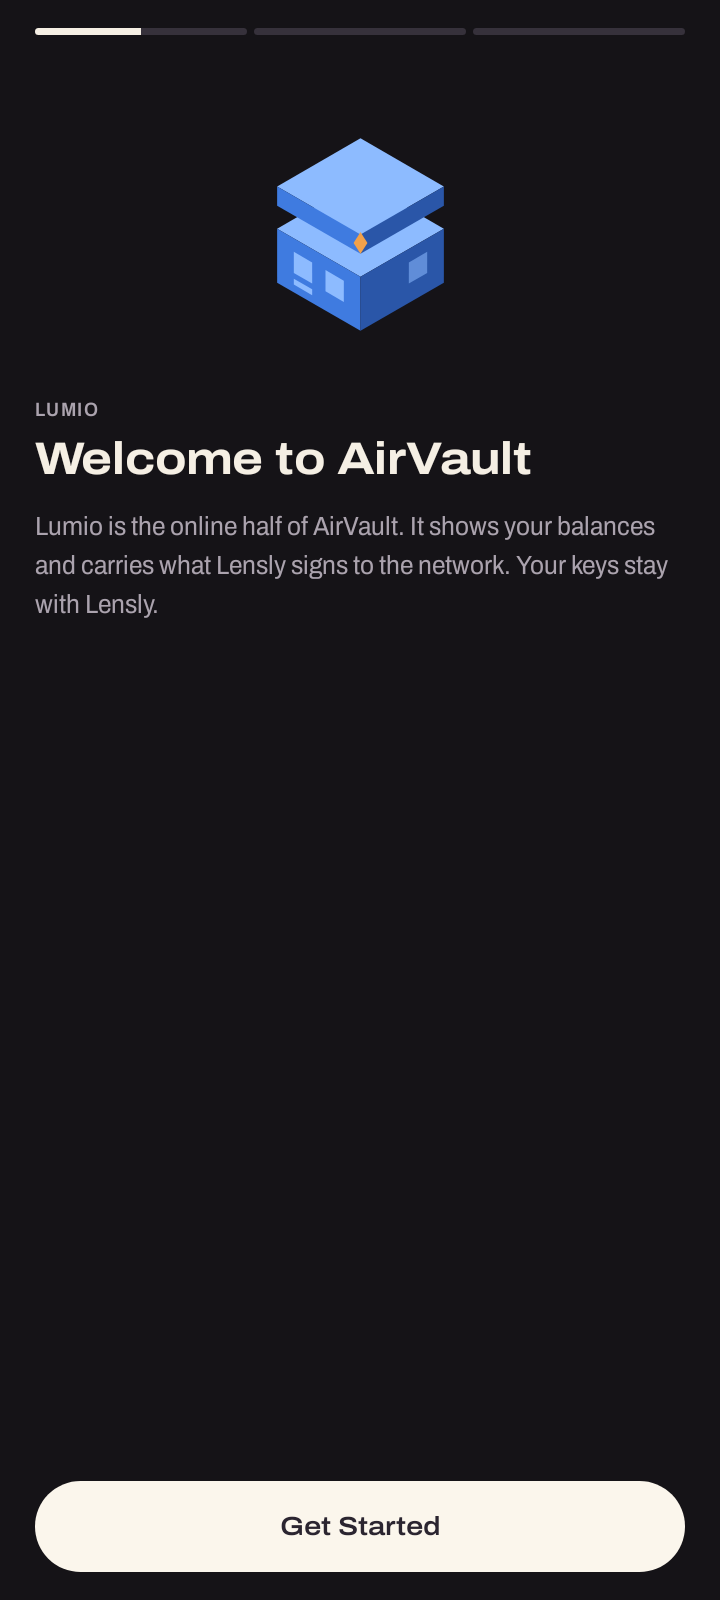 LUMIO
Welcome to AirVault
Lumio is the online half of AirVault. It shows your balances
and carries what Lensly signs to the network. Your keys stay
with Lensly.
Get Started